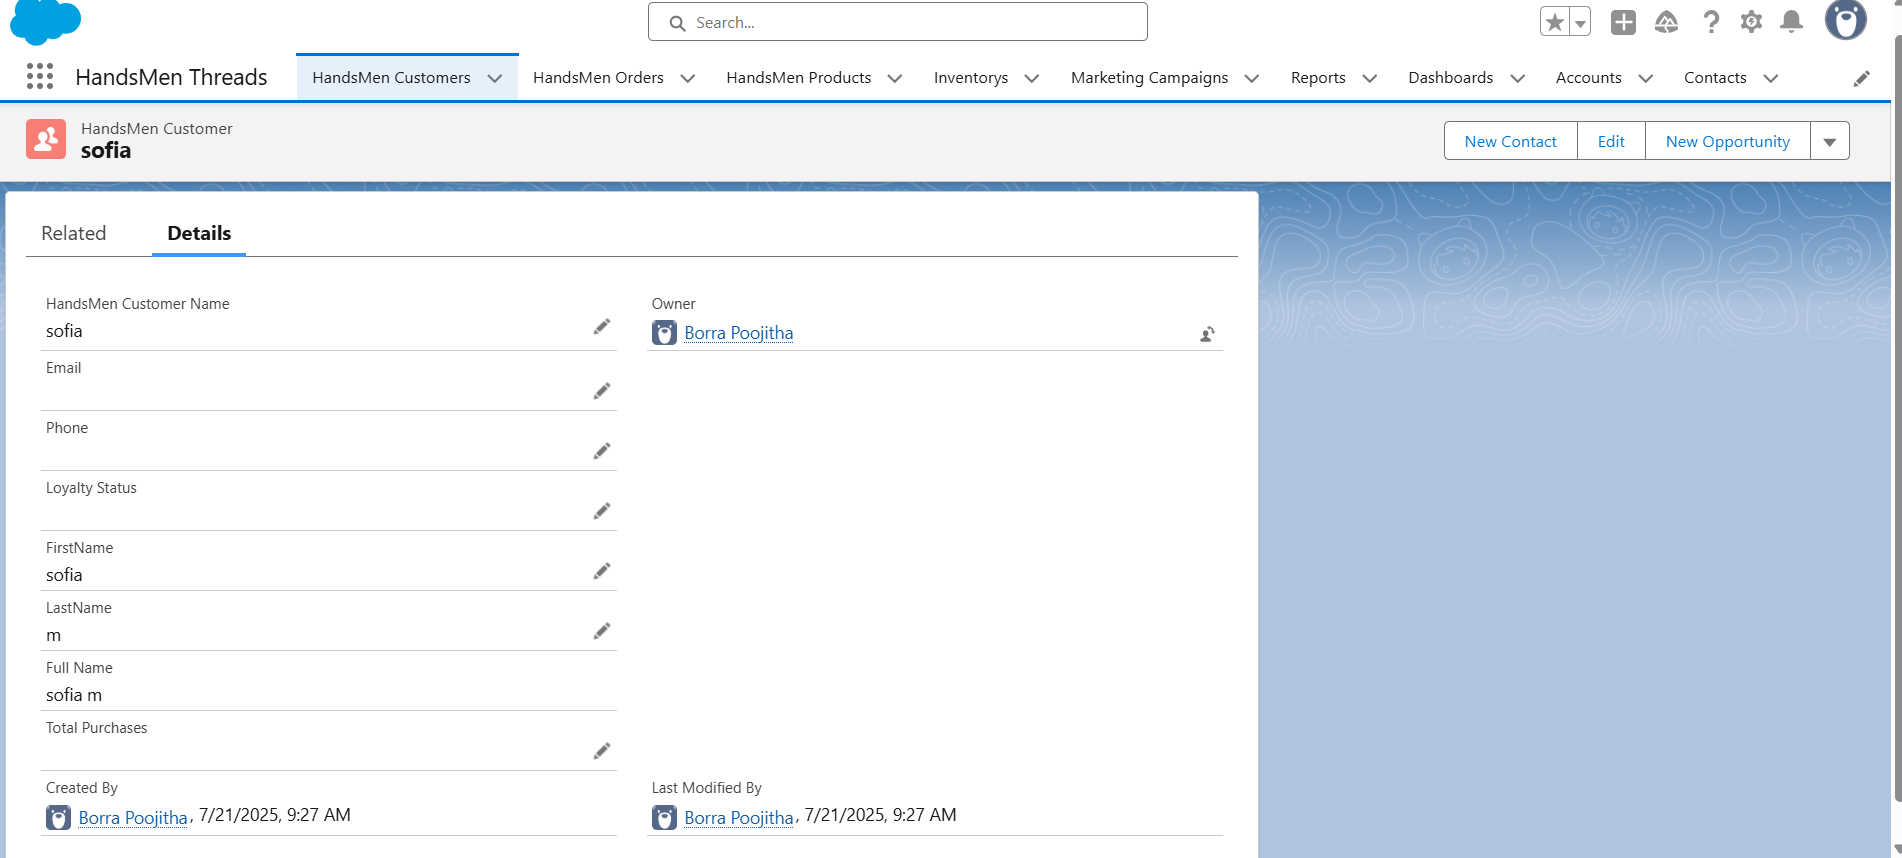 Search...
HandsMen Threads
HandsMen Customers
HandsMen Orders
HandsMen Products
Inventorys
Marketing Campaigns
Reports
Dashboards
Accounts
Contacts
HandsMen Customer
sofia
New Contact
Edit
New Opportunity
Related
Details
HandsMen Customer Name
sofia
Owner
Borra Poojitha
Email
Phone
Loyalty Status
FirstName
sofia
LastName
m
Full Name
sofia m
Total Purchases
Created By
Borra Poojitha, 7/21/2025, 9:27 AM
Last Modified By
Borra Poojitha, 7/21/2025, 9:27 AM